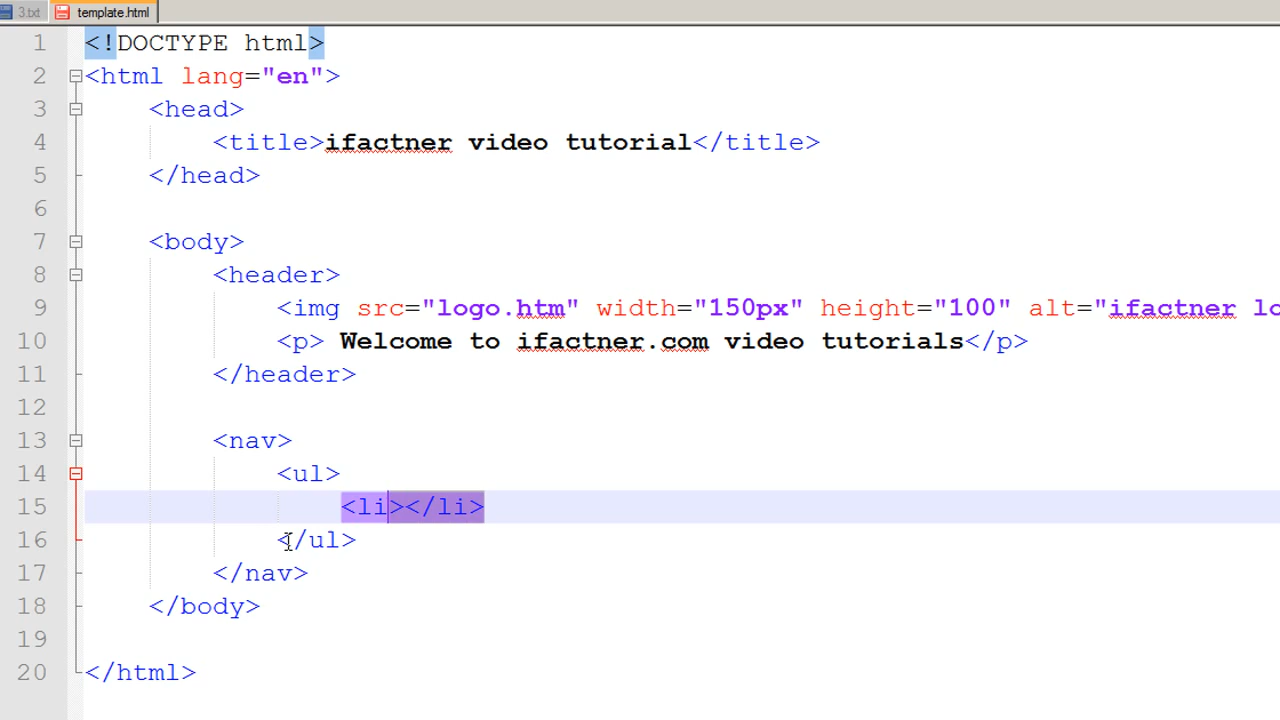 3.txt template.html
1 <!DOCTYPE html>
2 <html lang="en">
3 <head>
4 <title>ifactner video tutorial</title>
5 </head>
6
7 <body>
8 <header>
9 <img src="logo.htm" width="150px" height="100" alt="ifactner lo
10 <p> Welcome to ifactner.com video tutorials</p>
11 </header>
12
13 <nav>
14 <ul>
15 <li></li>
16 </ul>
17 </nav>
18 </body>
19
20 </html>